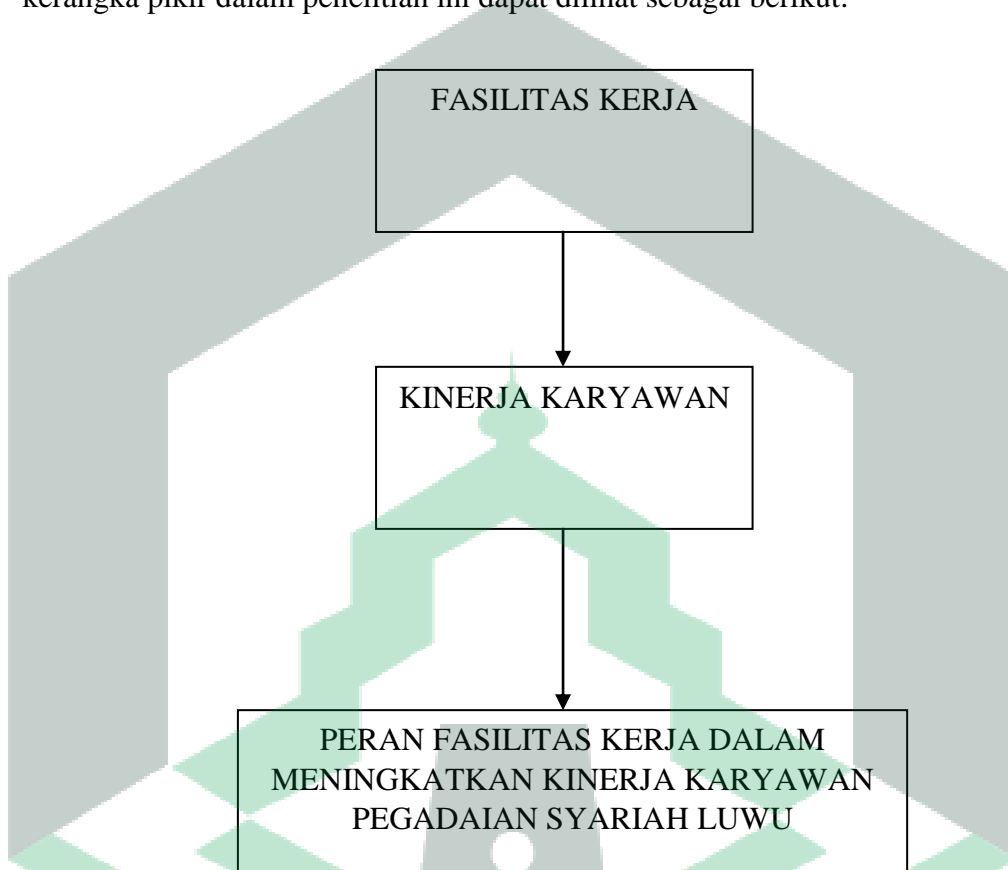 kerangka pikir dalam penelitian ini dapat dilihat sebagai berikut:
FASILITAS KERJA
KINERJA KARYAWAN
PERAN FASILITAS KERJA DALAM
MENINGKATKAN KINERJA KARYAWAN
PEGADAIAN SYARIAH LUWU